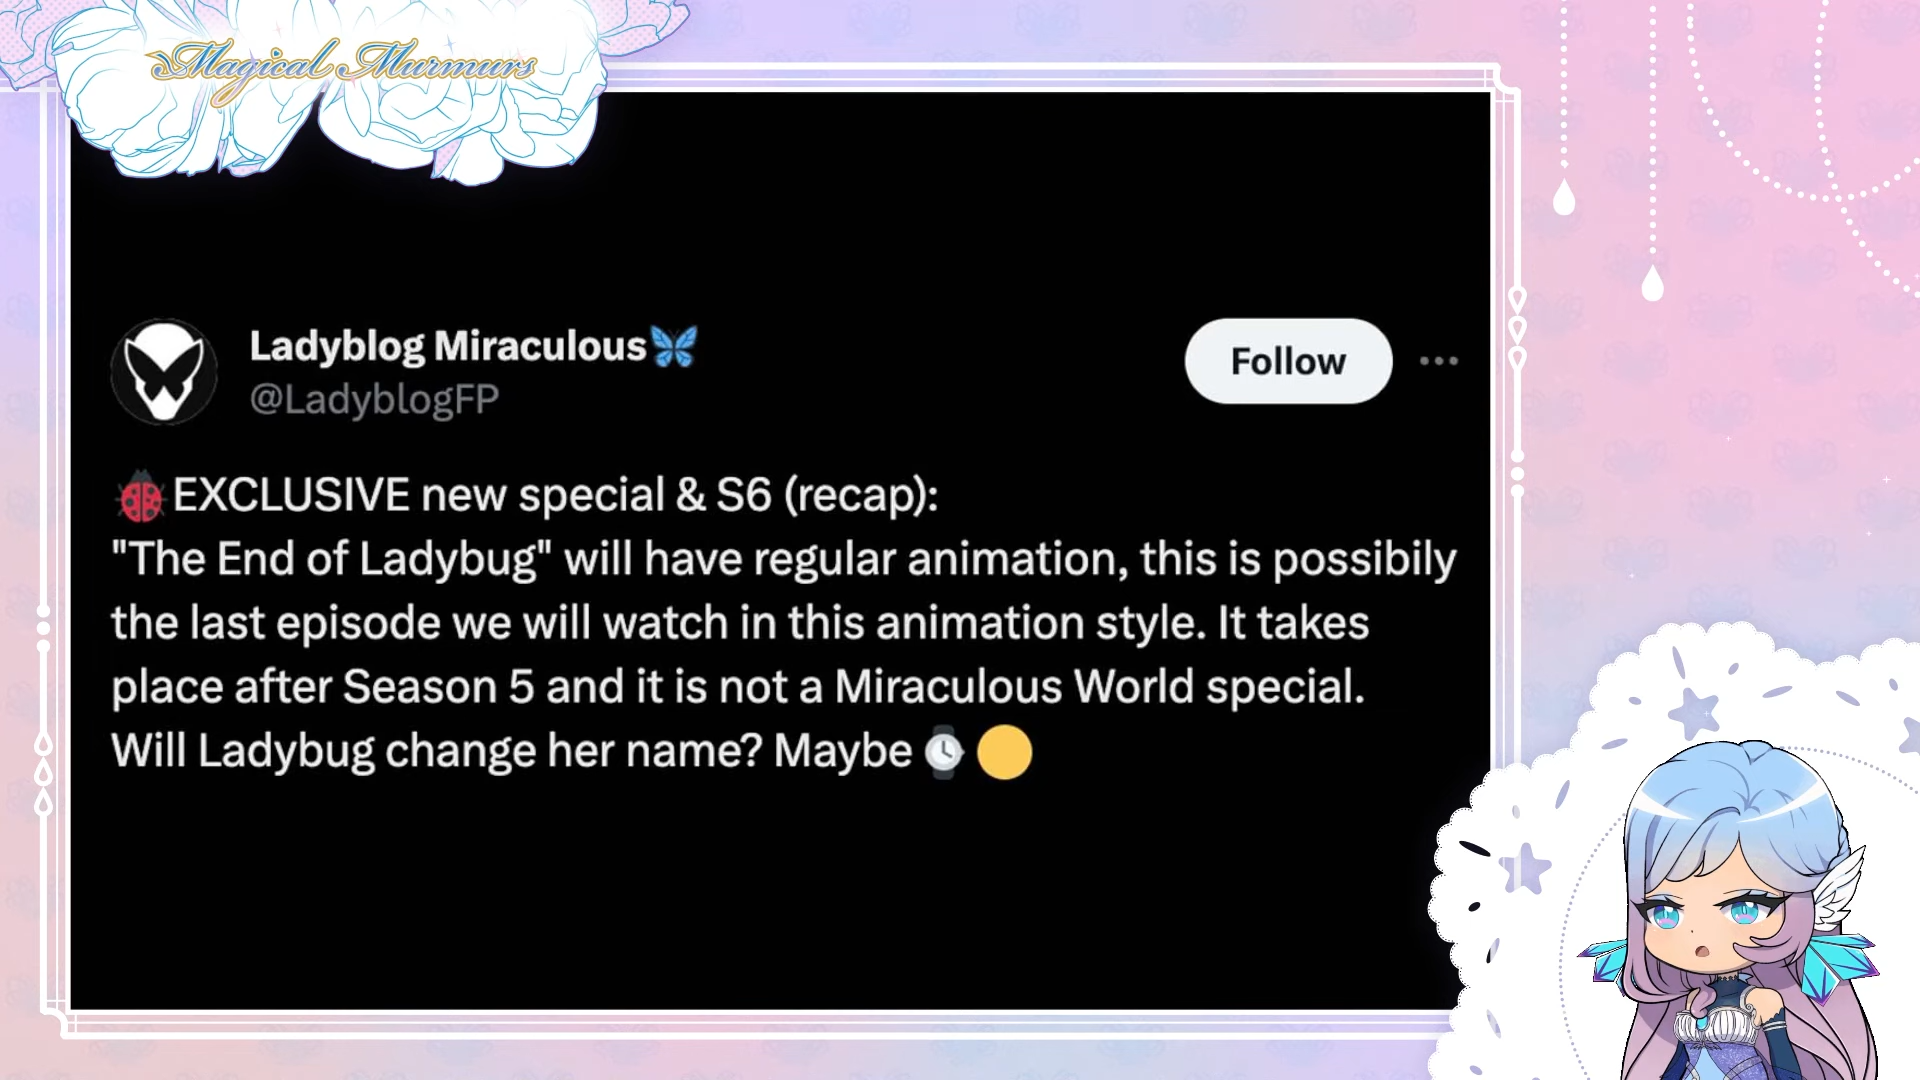 Magical Murmurs
Ladyblog Miraculous🦋
@LadyblogFP
Follow
🐞EXCLUSIVE new special & S6 (recap):
"The End of Ladybug" will have regular animation, this is possibily
the last episode we will watch in this animation style. It takes
place after Season 5 and it is not a Miraculous World special.
Will Ladybug change her name? Maybe ⌚🟡